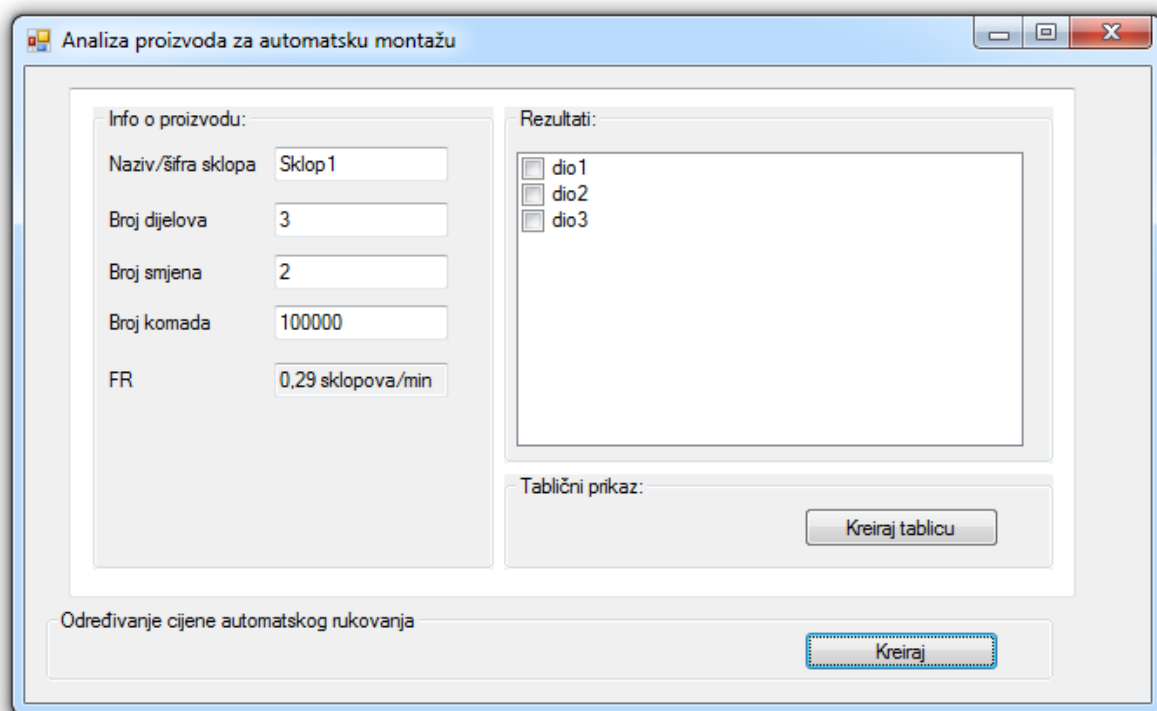 Analiza proizvoda za automatsku montažu
Info o proizvodu:
Naziv/šifra sklopa Sklop1
Broj dijelova 3
Broj smjena 2
Broj komada 100000
FR 0,29 sklopova/min
Rezultati:
dio1
dio2
dio3
Tablični prikaz:
Kreiraj tablicu
Određivanje cijene automatskog rukovanja
Kreiraj